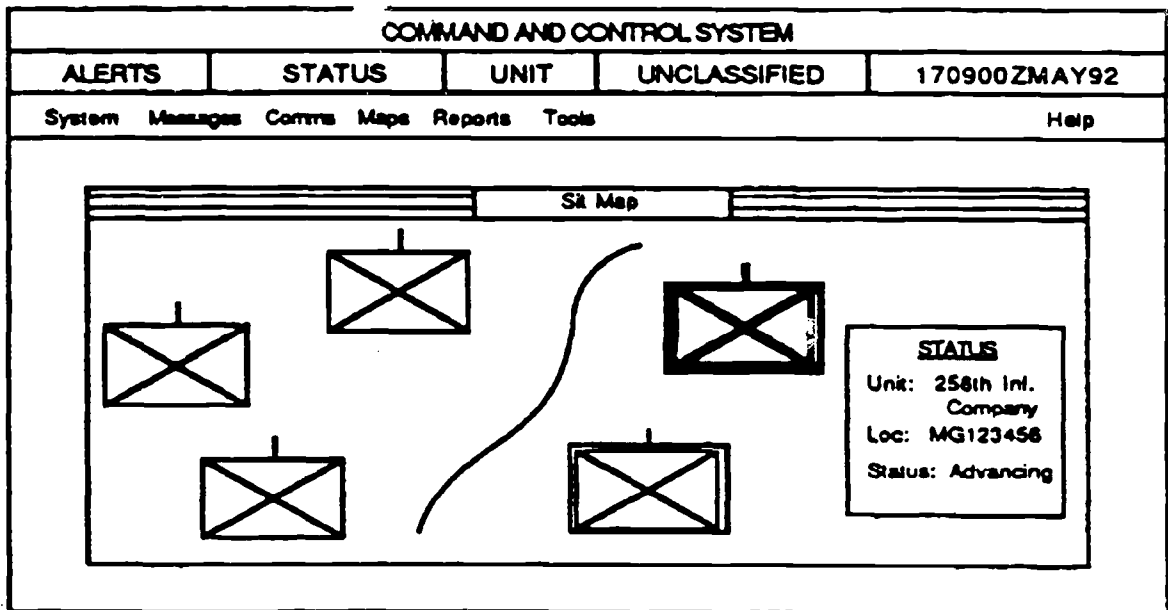 COMMAND AND CONTROL SYSTEM
ALERTS STATUS UNIT UNCLASSIFIED 170900ZMAY92
System Messages Comms Maps Reports Tools Help
Sit Map
STATUS
Unit: 256th Inf.
Company
Loc: MG123456
Status: Advancing